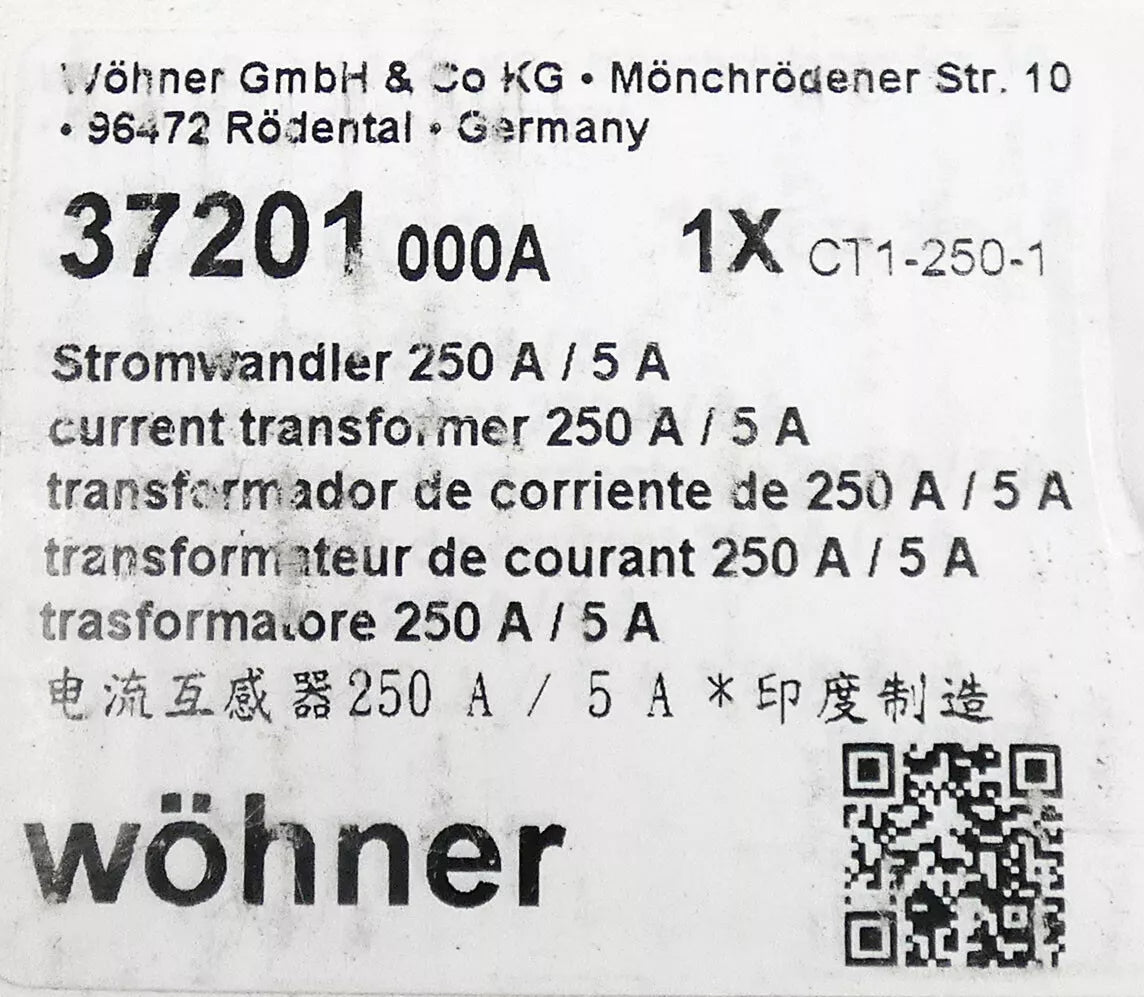 Wöhner GmbH & Co KG • Mönchrödener Str. 10
• 96472 Rödental • Germany
37201 000A 1X CT1-250-1
Stromwandler 250 A / 5 A
current transformer 250 A / 5 A
transformador de corriente de 250 A / 5 A
transformateur de courant 250 A / 5 A
trasformatore 250 A / 5 A
电流互感器250 A / 5 A *印度制造
wöhner